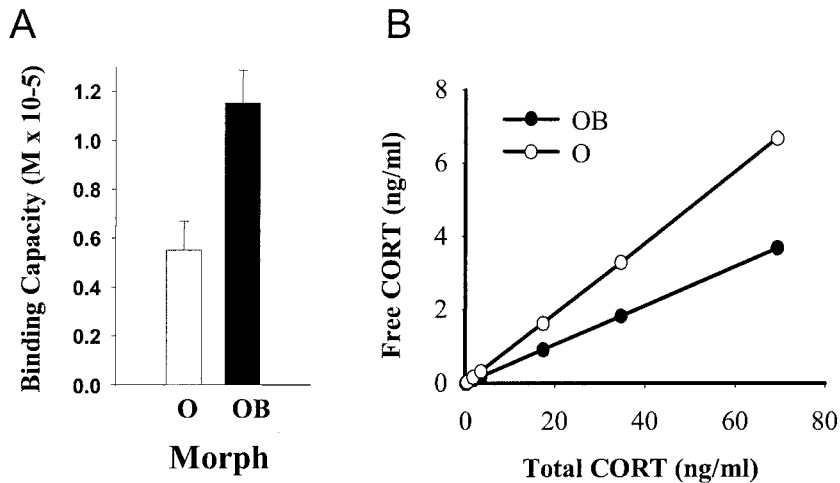 A
Binding Capacity (M x 10-5)
1.2
1.0
0.8
0.6
0.4
0.2
0.0
O OB
Morph
B
Free CORT (ng/ml)
8
6
4
2
0
OB
O
0 20 40 60 80
Total CORT (ng/ml)